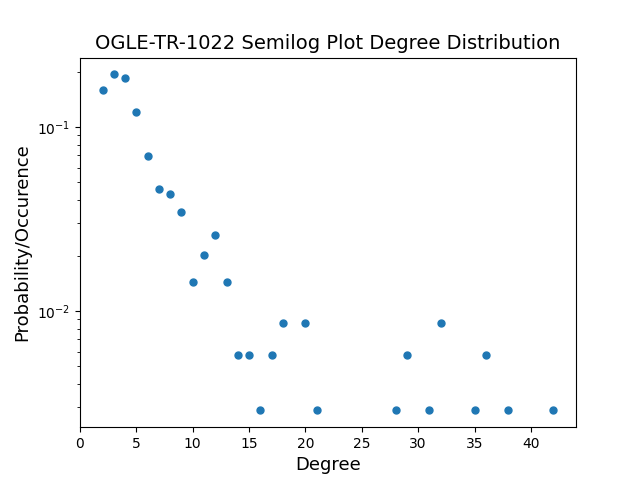 OGLE-TR-1022 Semilog Plot Degree Distribution
10⁻¹
10⁻²
Probability/Occurence
0 5 10 15 20 25 30 35 40
Degree